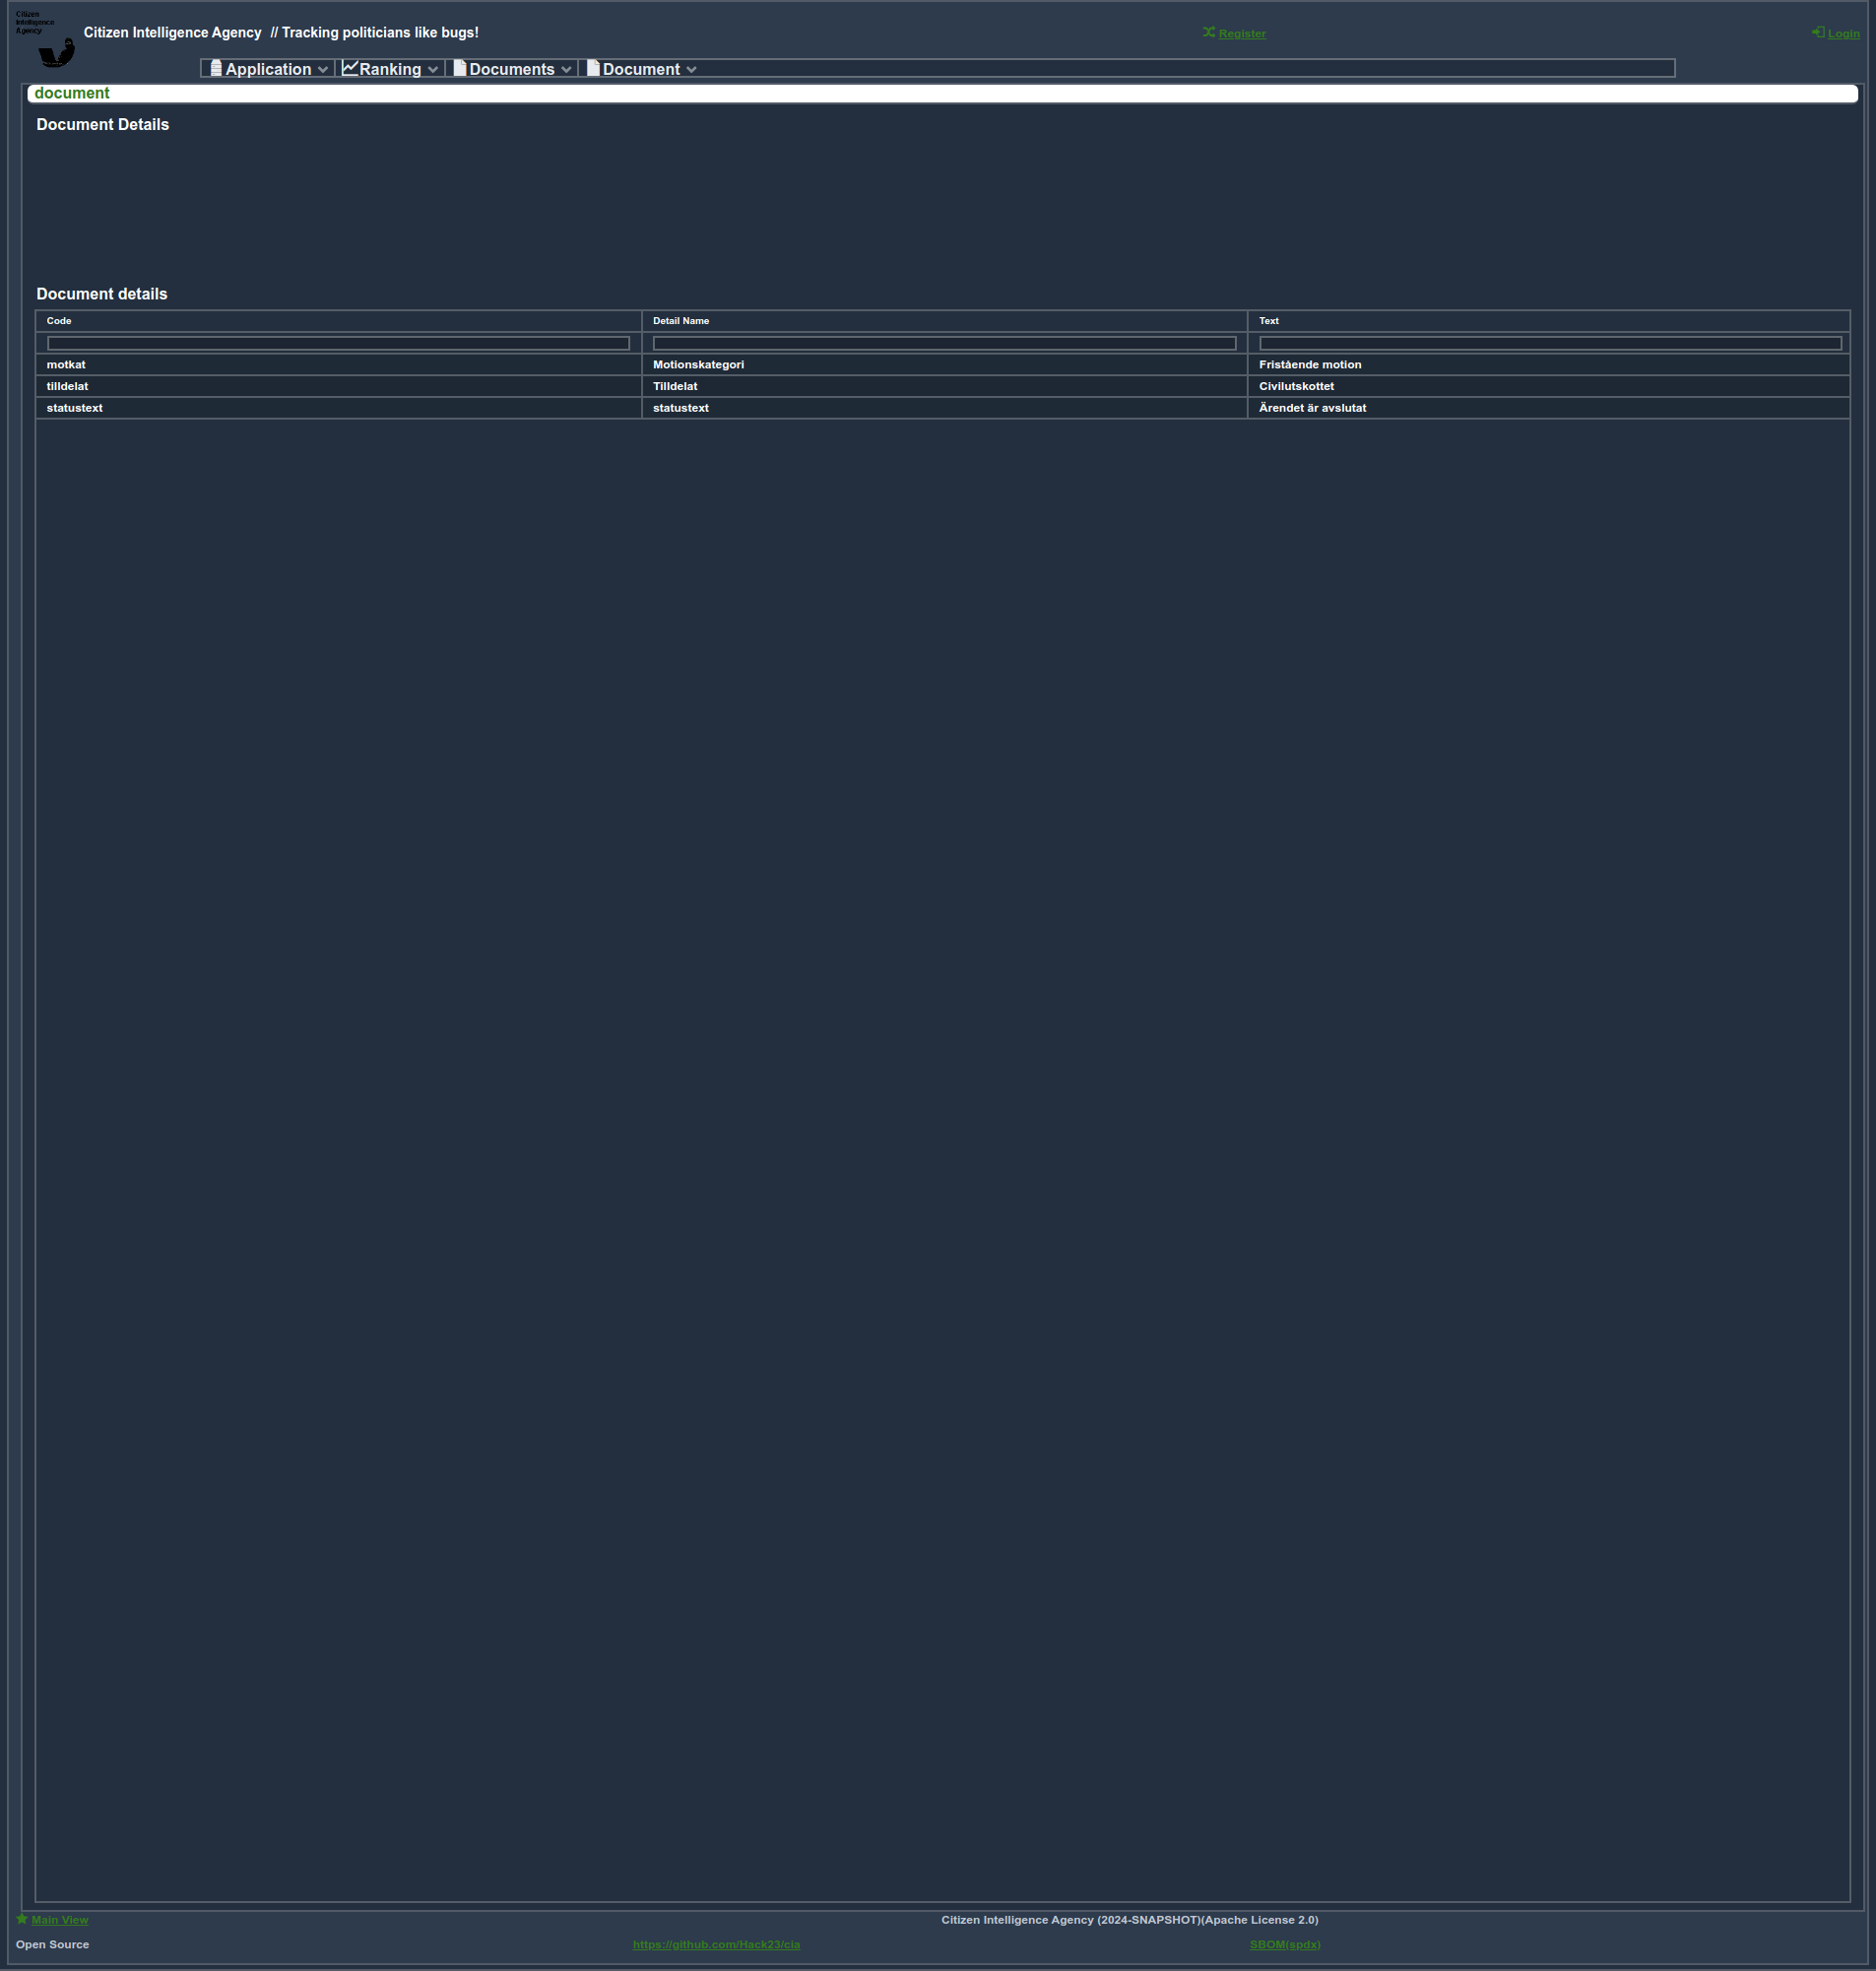 Citizen
Intelligence
Agency
Citizen Intelligence Agency // Tracking politicians like bugs!
Register
Login
Application
Ranking
Documents
Document
document
Document Details
Document details
Code Detail Name Text
motkat Motionskategori Fristående motion
tilldelat Tilldelat Civilutskottet
statustext statustext Ärendet är avslutat
Main View
Citizen Intelligence Agency (2024-SNAPSHOT)(Apache License 2.0)
Open Source
https://github.com/Hack23/cia
SBOM(spdx)